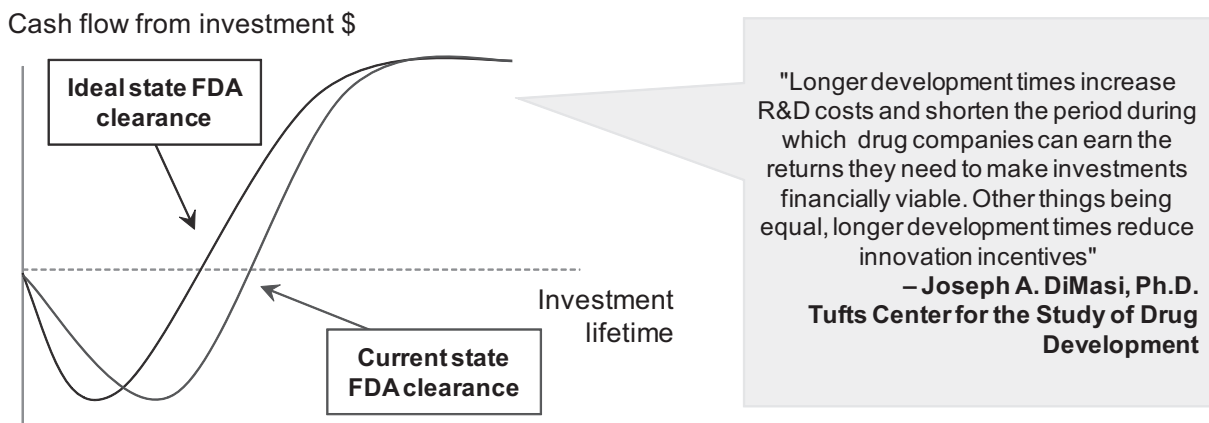 Cash flow from investment $
Ideal state FDA
clearance
Investment
lifetime
Current state
FDA clearance
"Longer development times increase
R&D costs and shorten the period during
which drug companies can earn the
returns they need to make investments
financially viable. Other things being
equal, longer development times reduce
innovation incentives"
– Joseph A. DiMasi, Ph.D.
Tufts Center for the Study of Drug
Development